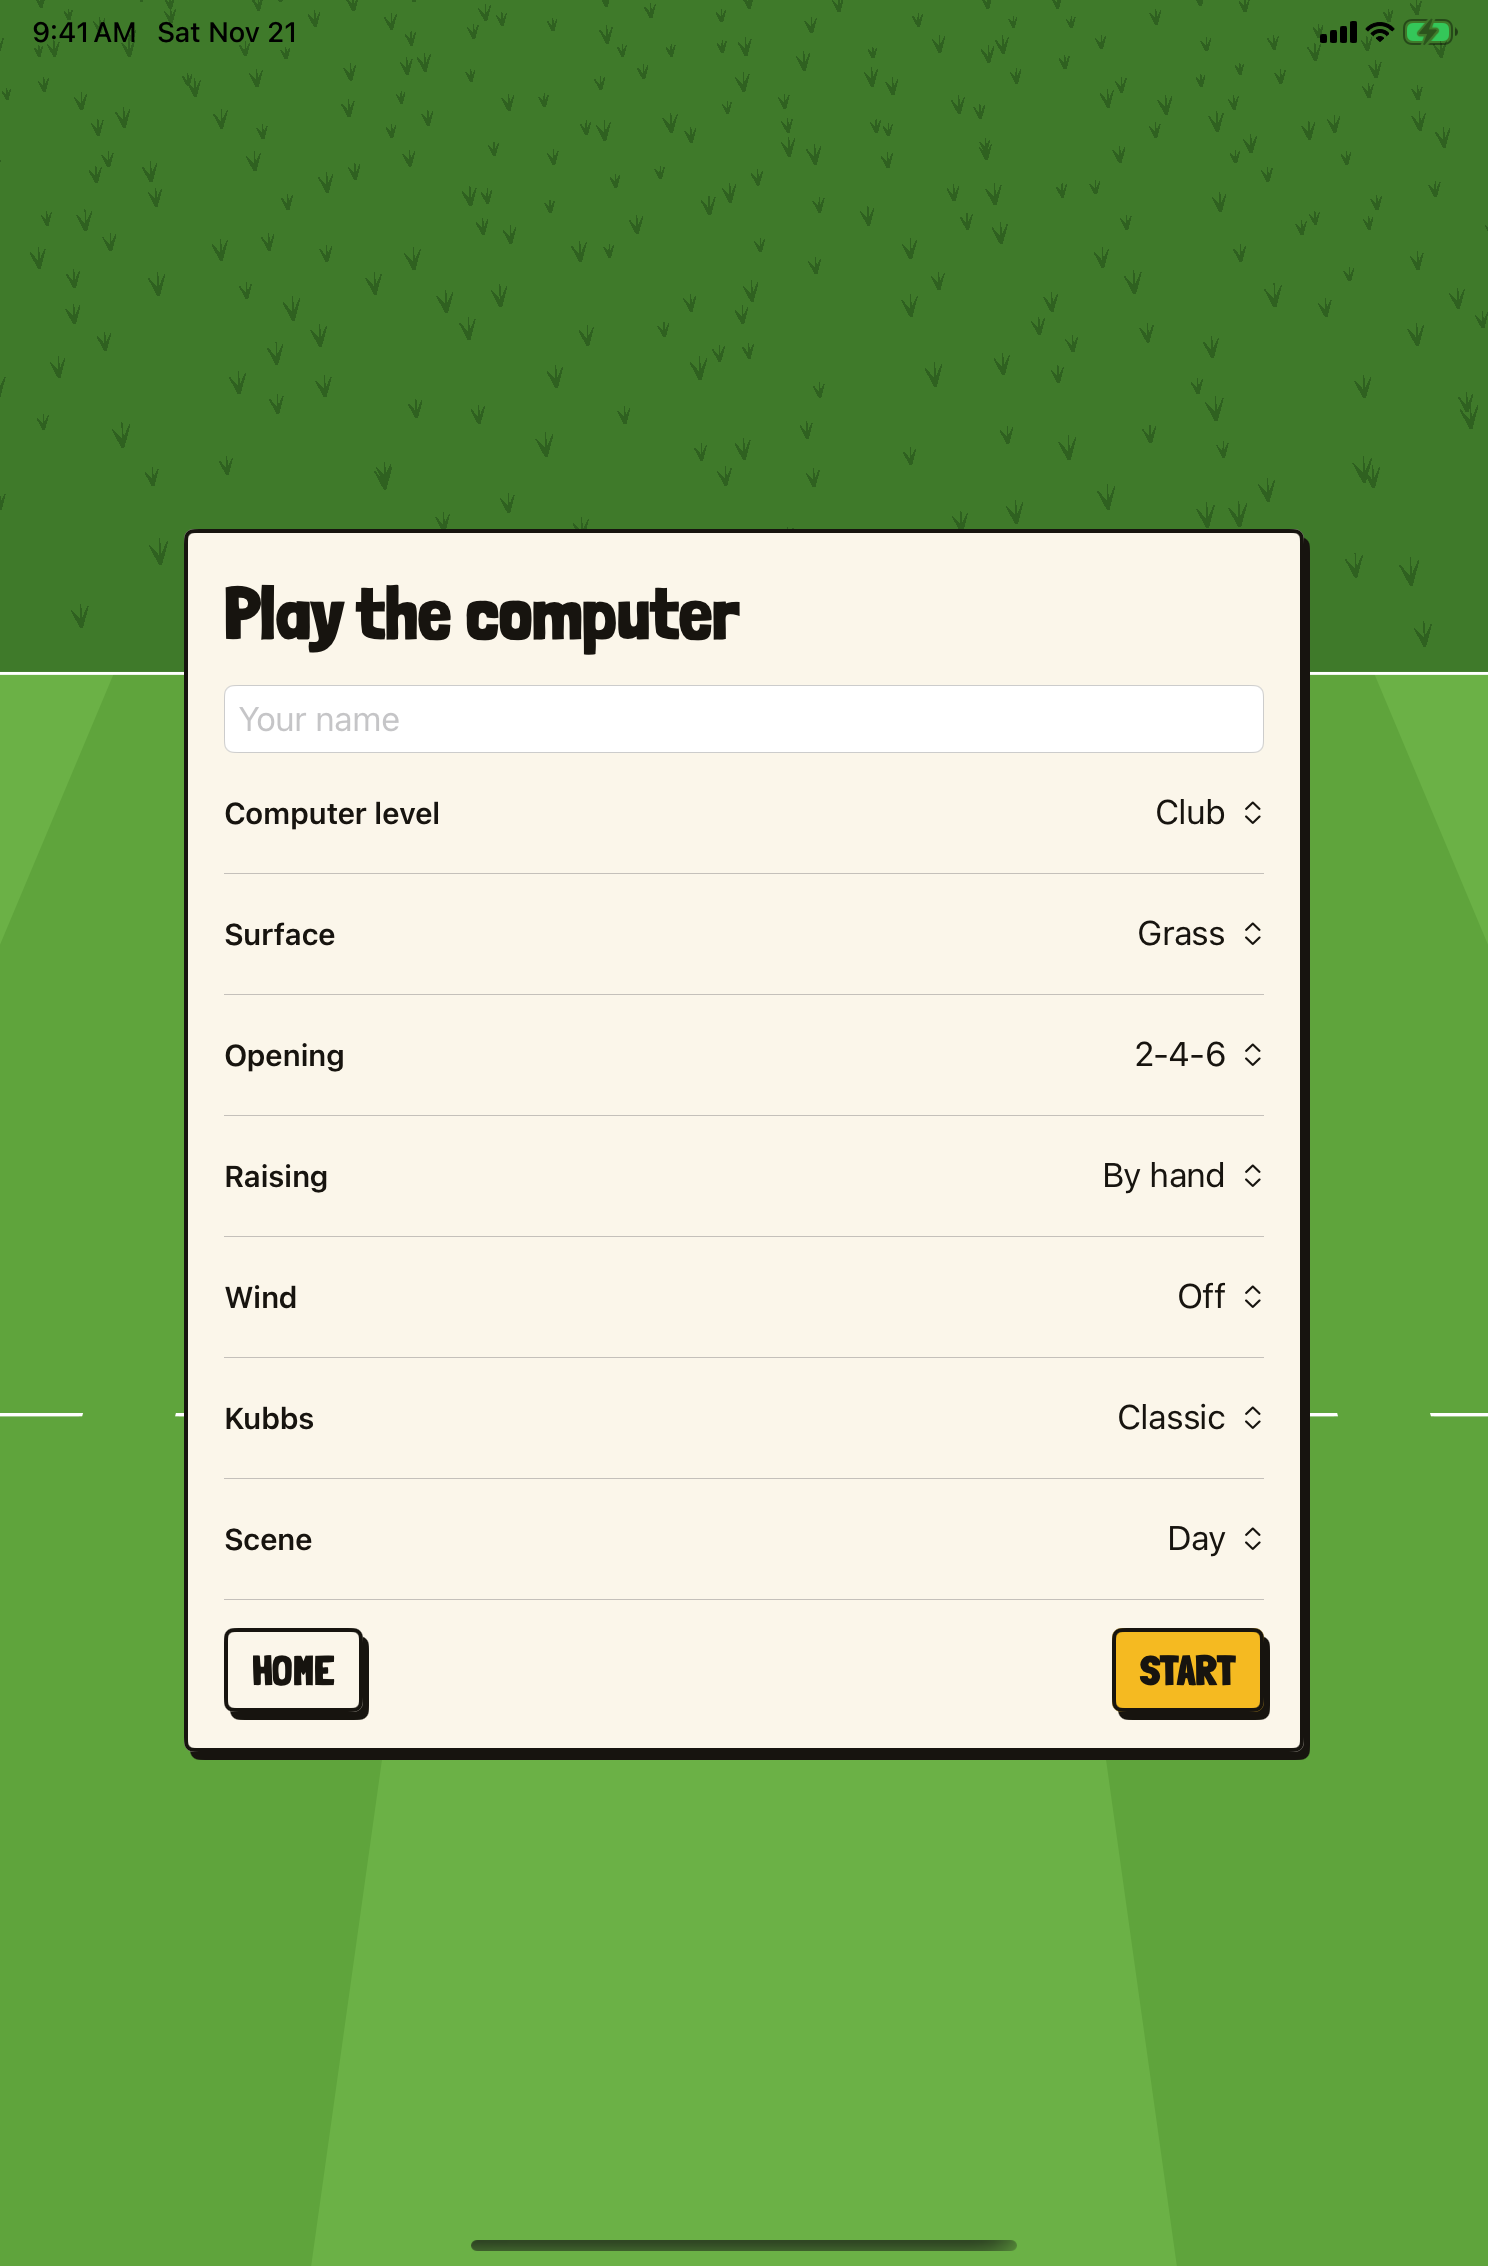 9:41 AM Sat Nov 21
Play the computer
Your name
Computer level Club
Surface Grass
Opening 2-4-6
Raising By hand
Wind Off
Kubbs Classic
Scene Day
HOME START